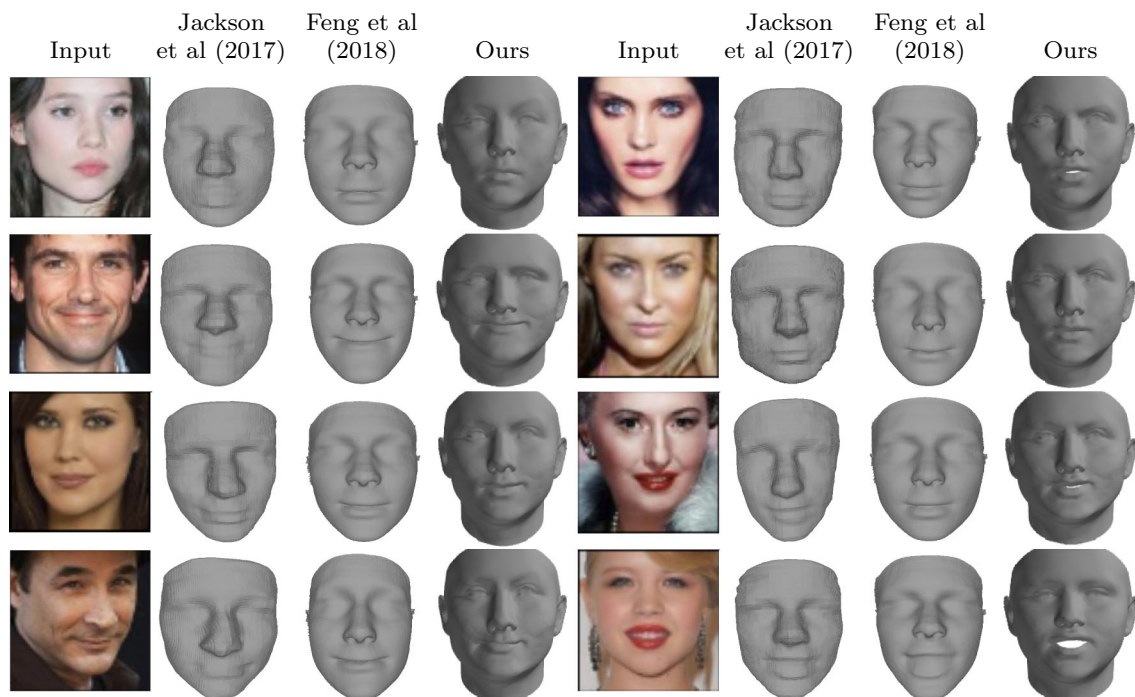 Input
Jackson
et al (2017)
Feng et al
(2018)
Ours
Input
Jackson
et al (2017)
Feng et al
(2018)
Ours